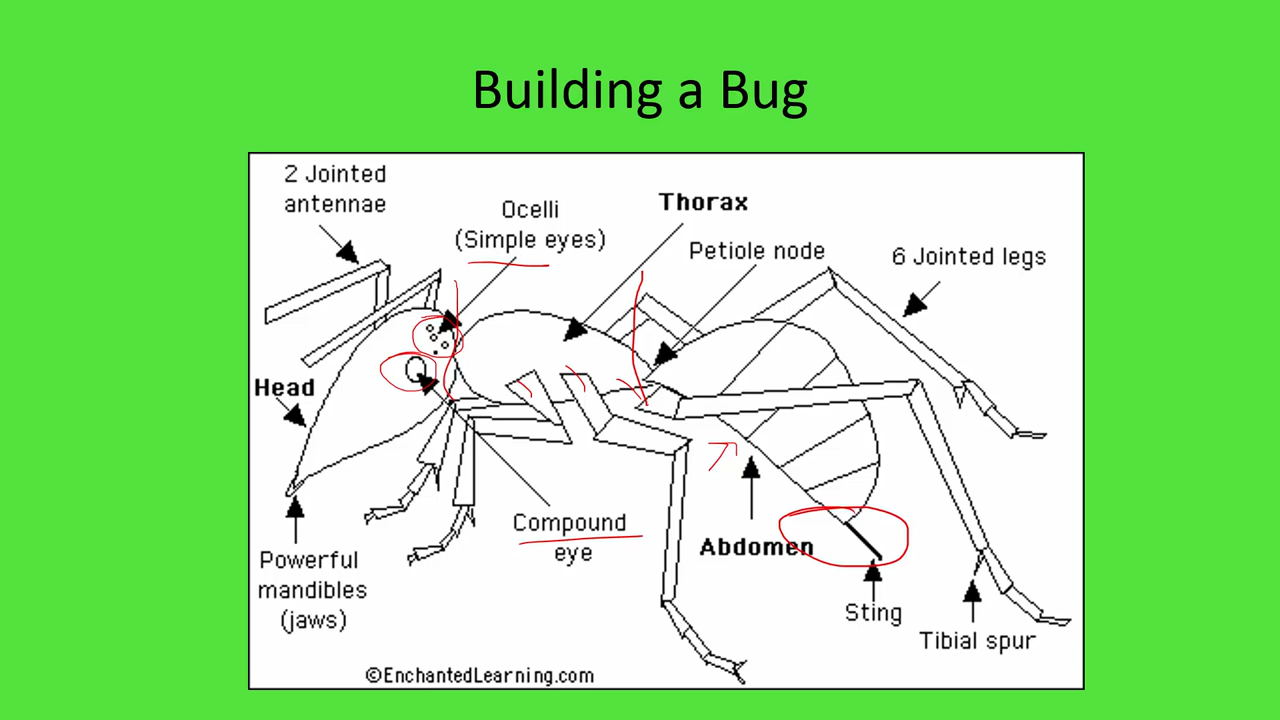 Building a Bug
2 Jointed
antennae
Ocelli
(Simple eyes)
Thorax
Petiole node
6 Jointed legs
Head
Compound
eye
Abdomen
Powerful
mandibles
(jaws)
Sting
Tibial spur
©EnchantedLearning.com